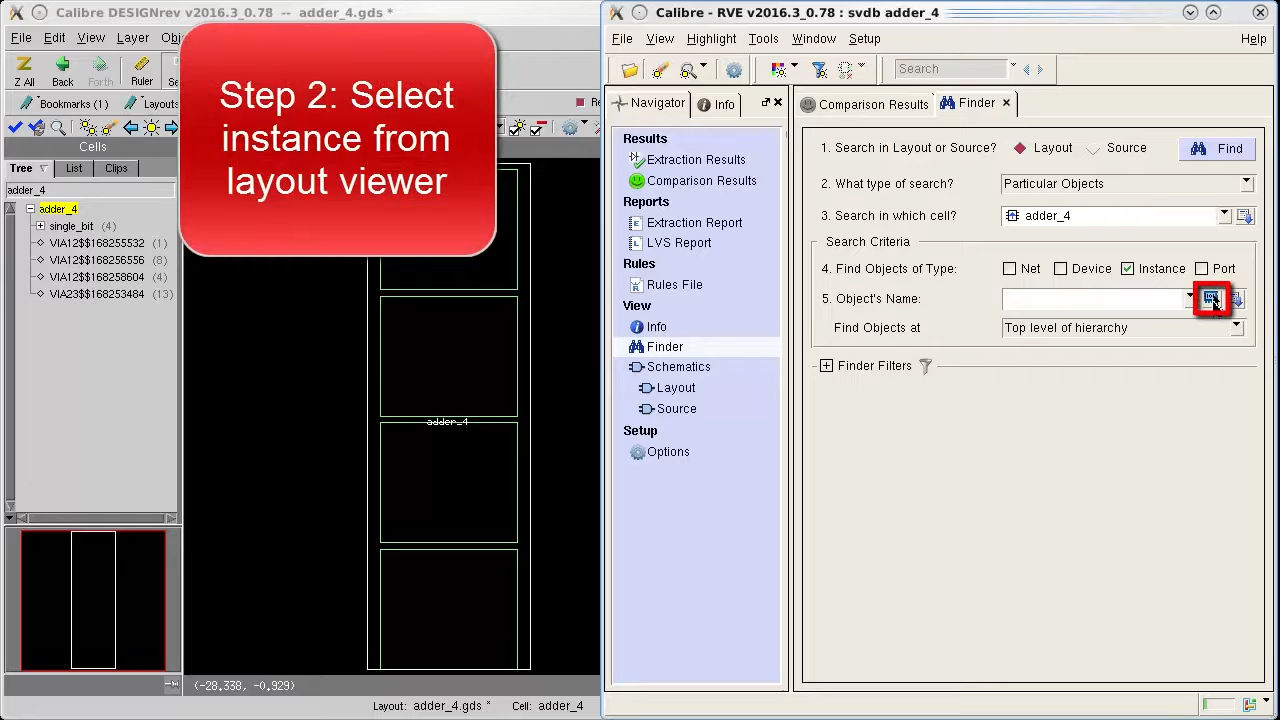 Calibre DESIGNrev v2016.3_0.78 -- adder_4.gds *
File Edit View Layer Obj
Z All Back Forth Ruler Se
Bookmarks (1) Layouts Re
Cells
Tree List Clips
adder_4
adder_4
single_bit (4)
VIA12$$168255532 (1)
VIA12$$168256556 (8)
VIA12$$168258604 (4)
VIA23$$168253484 (13)
Step 2: Select
instance from
layout viewer
adder_4
(-28.338, -0.929)
Layout: adder_4.gds * Cell: adder_4
Calibre - RVE v2016.3_0.78 : svdb adder_4
File View Highlight Tools Window Setup Help
Search
Navigator Info
Results
Extraction Results
Comparison Results
Reports
Extraction Report
LVS Report
Rules
Rules File
View
Info
Finder
Schematics
Layout
Source
Setup
Options
Comparison Results Finder
1. Search in Layout or Source? Layout Source Find
2. What type of search? Particular Objects
3. Search in which cell? adder_4
Search Criteria
4. Find Objects of Type: Net Device Instance Port
5. Object's Name:
Find Objects at Top level of hierarchy
Finder Filters